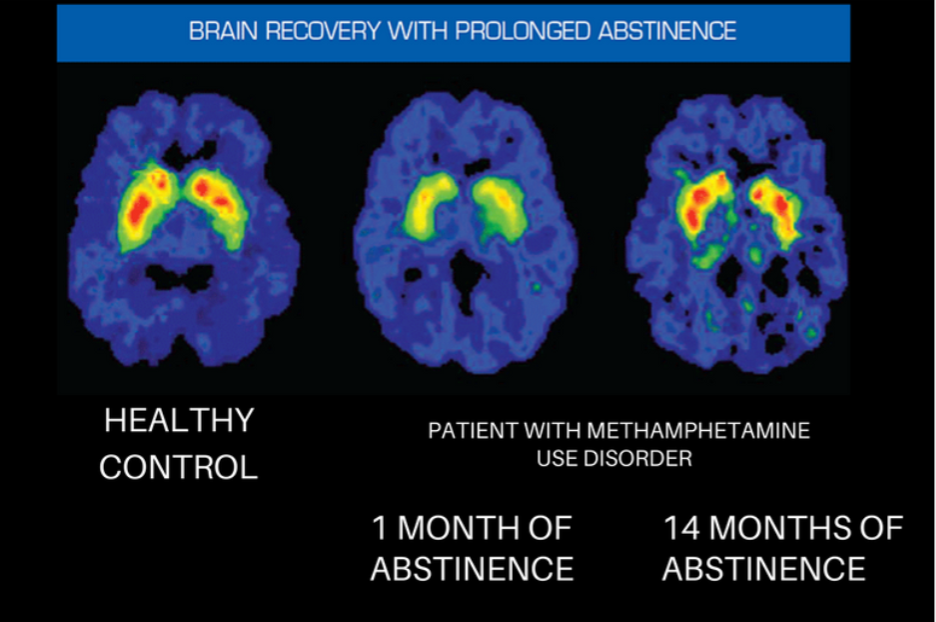 BRAIN RECOVERY WITH PROLONGED ABSTINENCE
HEALTHY
CONTROL
PATIENT WITH METHAMPHETAMINE
USE DISORDER
1 MONTH OF
ABSTINENCE
14 MONTHS OF
ABSTINENCE